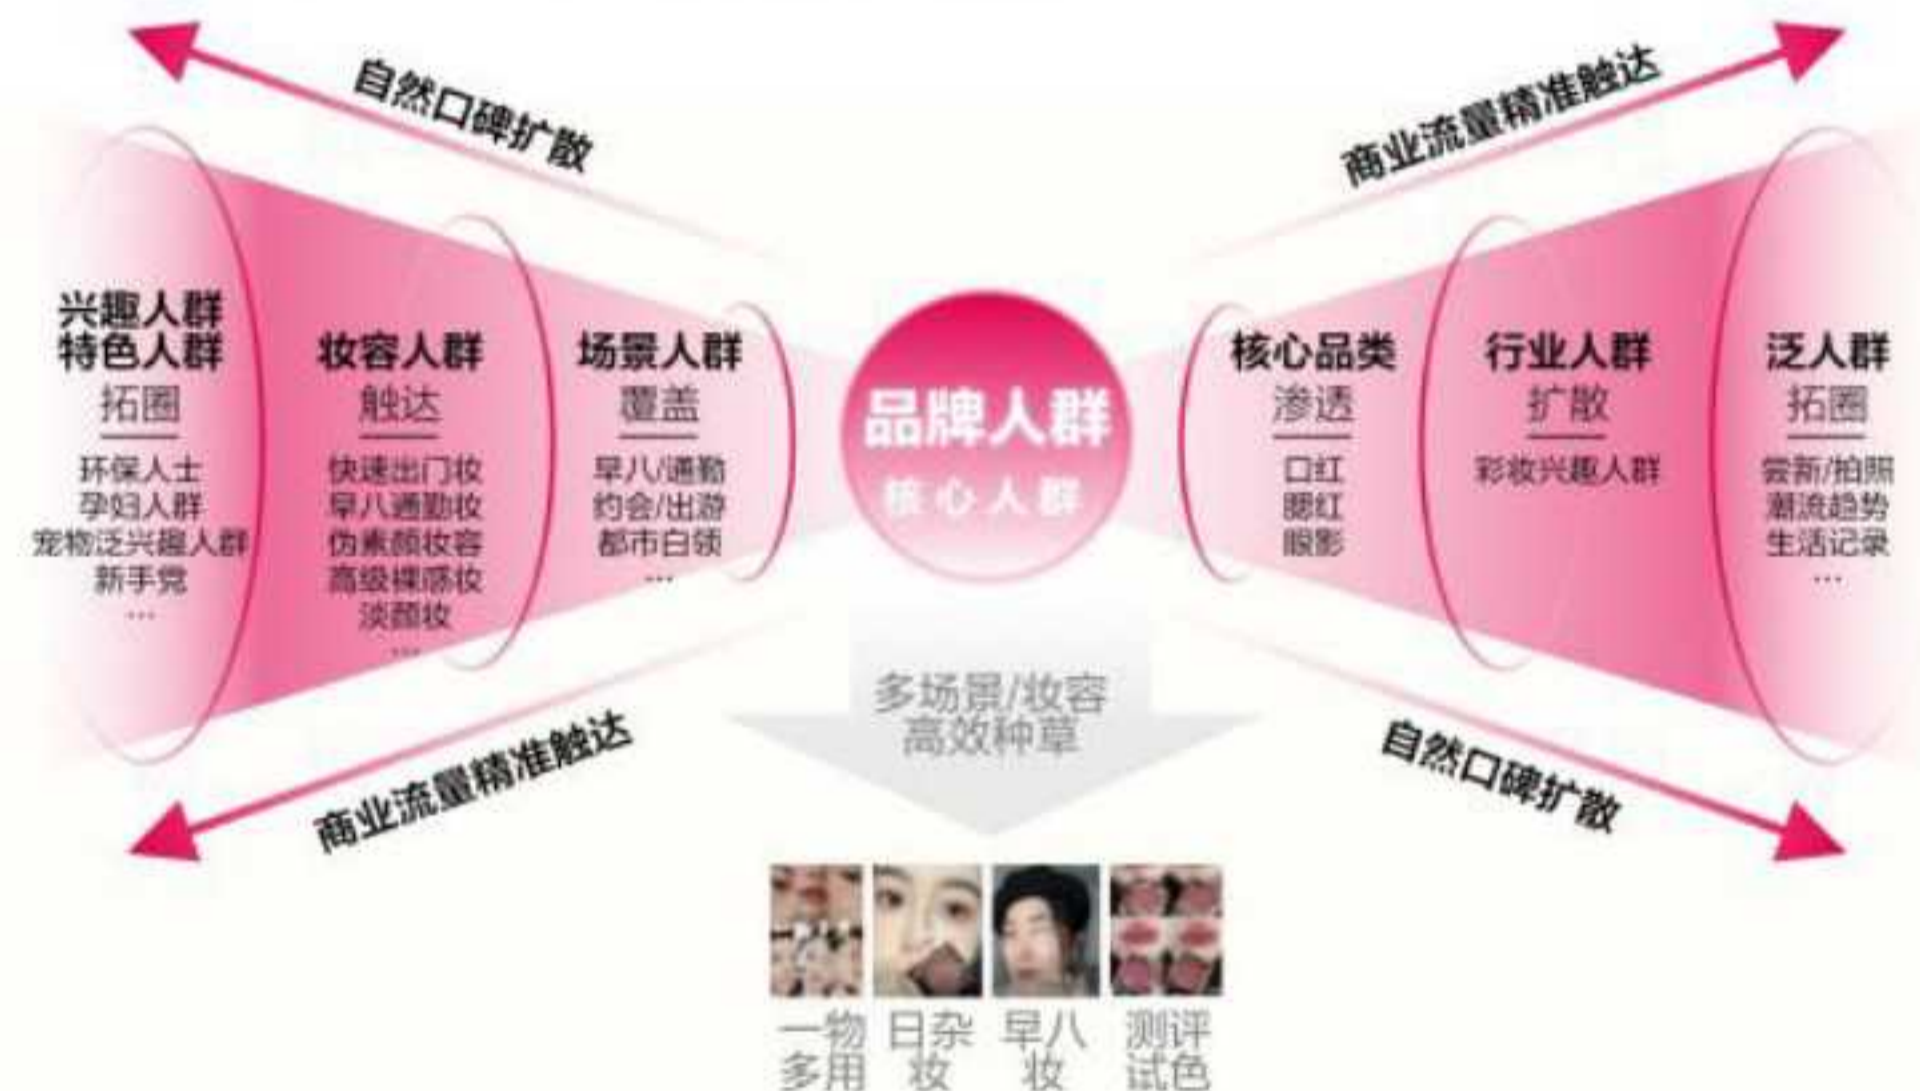 自然口碑扩散
商业流量精准触达
兴趣人群
特色人群
拓圈
环保人士
孕妇人群
宠物泛兴趣人群
新手党
...
妆容人群
触达
快速出门妆
早八通勤妆
伪素颜妆容
高级裸感妆
淡颜妆
...
场景人群
覆盖
早八/通勤
约会/出游
都市白领
...
品牌人群
核心人群
核心品类
渗透
口红
腮红
眼影
行业人群
扩散
彩妆兴趣人群
泛人群
拓圈
尝新/拍照
潮流趋势
生活记录
...
商业流量精准触达
自然口碑扩散
多场景/妆容
高效种草
一物
多用
日杂
妆
早八
妆
测评
试色